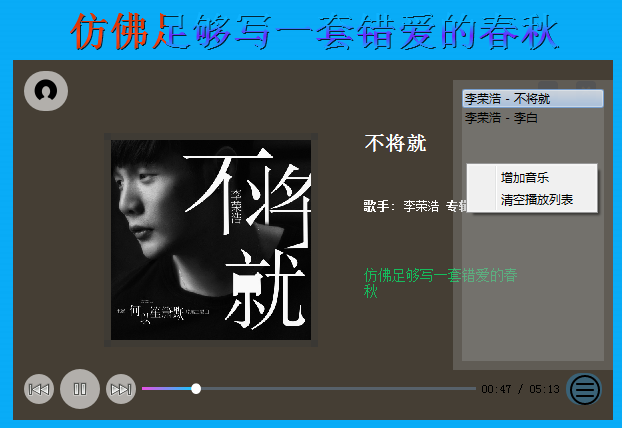 仿佛足够写一套错爱的春秋
李荣浩 - 不将就
李荣浩 - 李白
不将就
增加音乐
清空播放列表
歌手: 李荣浩 专辑
仿佛足够写一套错爱的春
秋
不将就
李荣浩
00:47 / 05:13